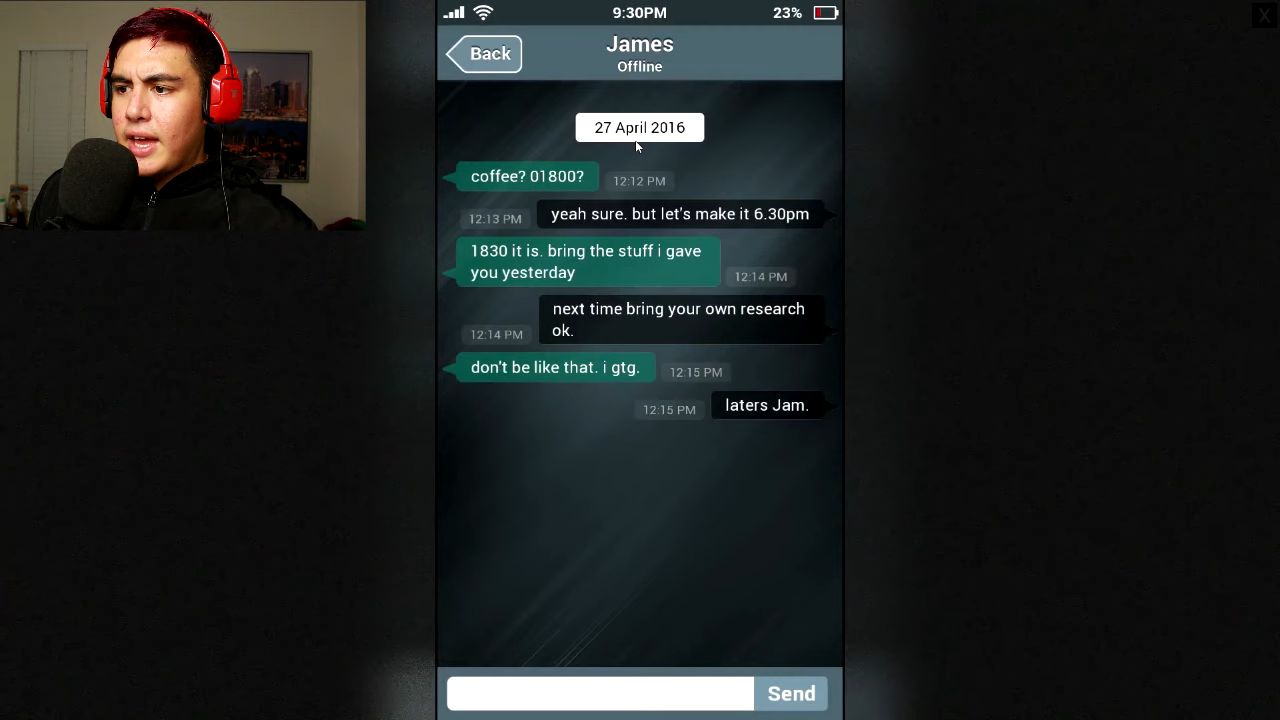 9:30PM
23%
Back
James
Offline
27 April 2016
coffee? 01800?
12:12 PM
yeah sure. but let's make it 6.30pm
12:13 PM
1830 it is. bring the stuff i gave
you yesterday
12:14 PM
next time bring your own research
ok.
12:14 PM
don't be like that. i gtg.
12:15 PM
laters Jam.
12:15 PM
Send
X